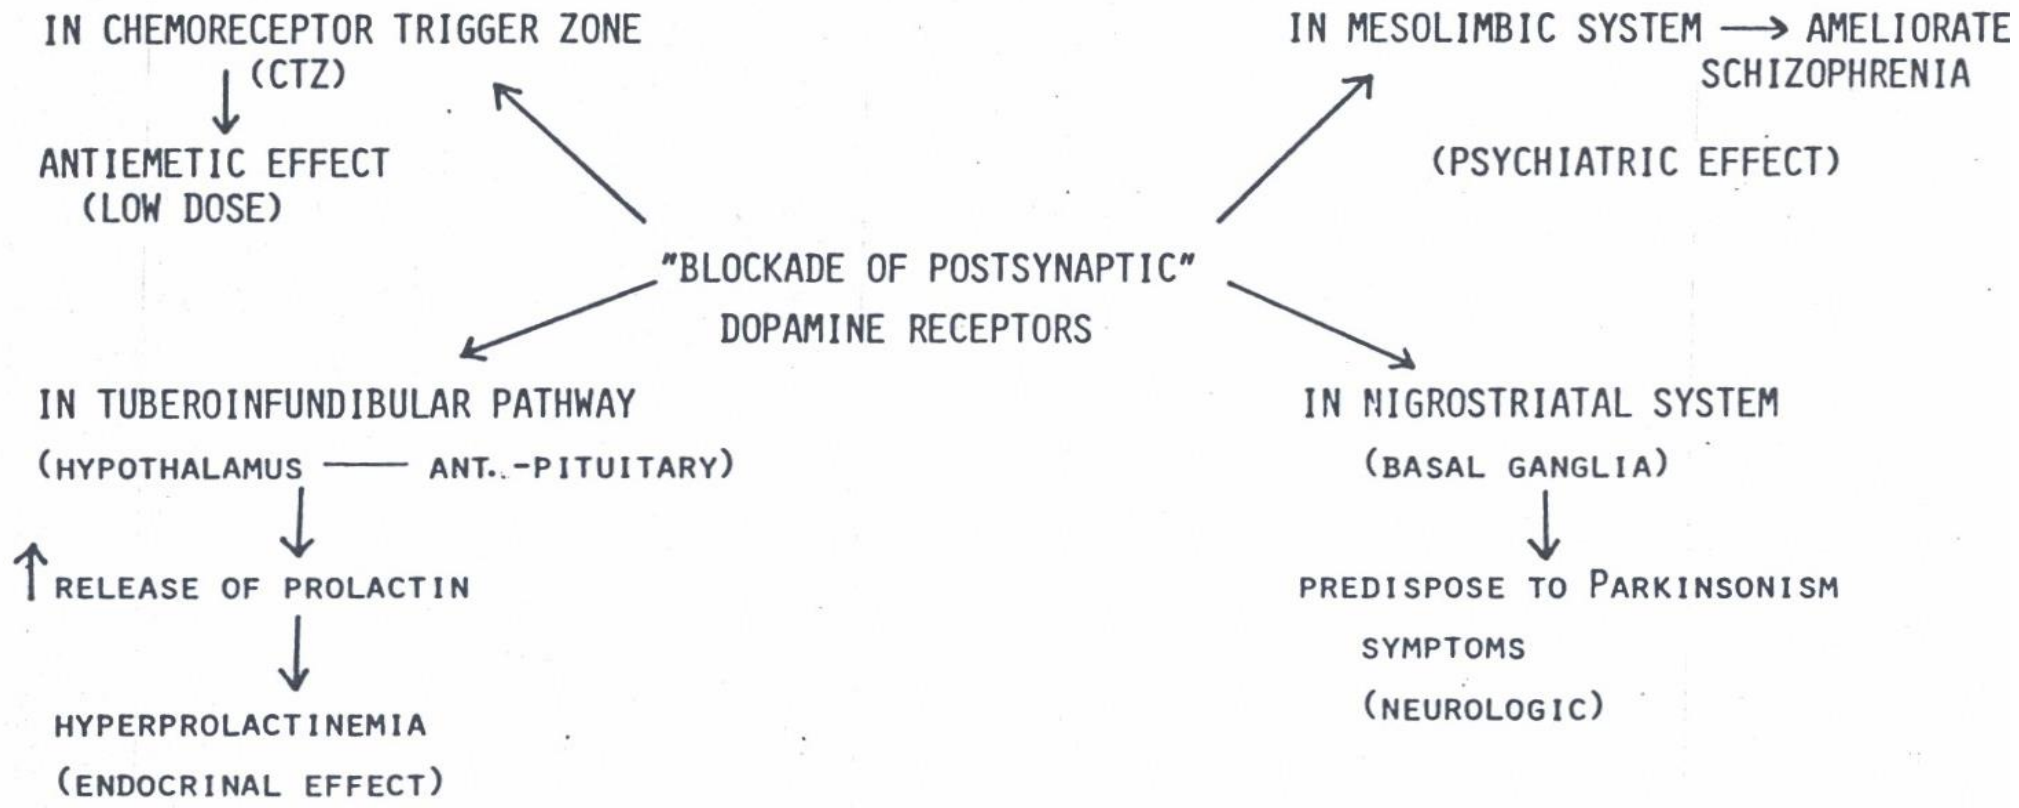 IN CHEMORECEPTOR TRIGGER ZONE
(CTZ)
ANTIEMETIC EFFECT
(LOW DOSE)
IN MESOLIMBIC SYSTEM → AMELIORATE
SCHIZOPHRENIA
(PSYCHIATRIC EFFECT)
"BLOCKADE OF POSTSYNAPTIC"
DOPAMINE RECEPTORS
IN TUBEROINFUNDIBULAR PATHWAY
(HYPOTHALAMUS — ANT.-PITUITARY)
↑ RELEASE OF PROLACTIN
HYPERPROLACTINEMIA
(ENDOCRINAL EFFECT)
IN NIGROSTRIATAL SYSTEM
(BASAL GANGLIA)
PREDISPOSE TO PARKINSONISM
SYMPTOMS
(NEUROLOGIC)